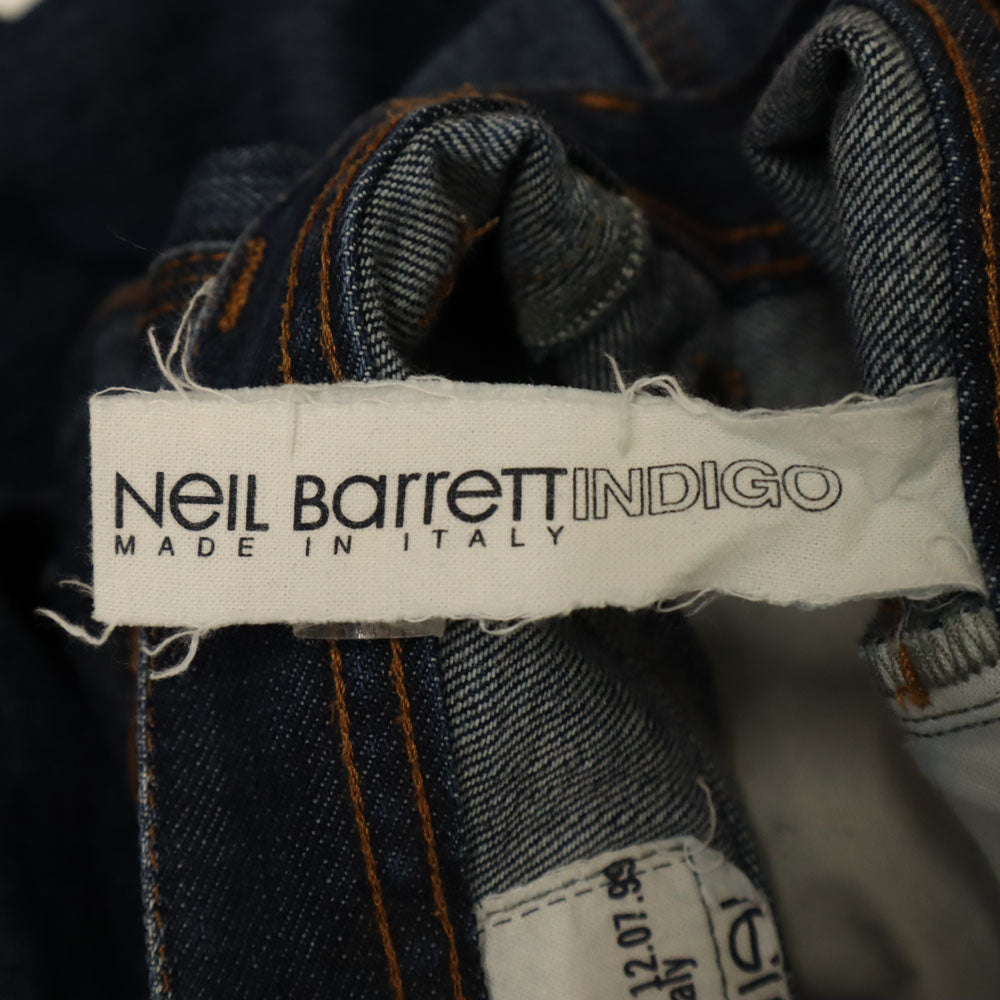 Neil BarretT INDIGO
MADE IN ITALY
12.07.99